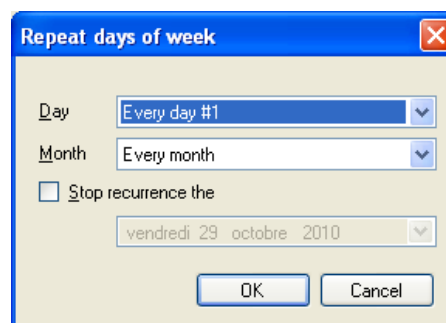 Repeat days of week
Day Every day #1
Month Every month
Stop recurrence the
vendredi 29 octobre 2010
OK Cancel